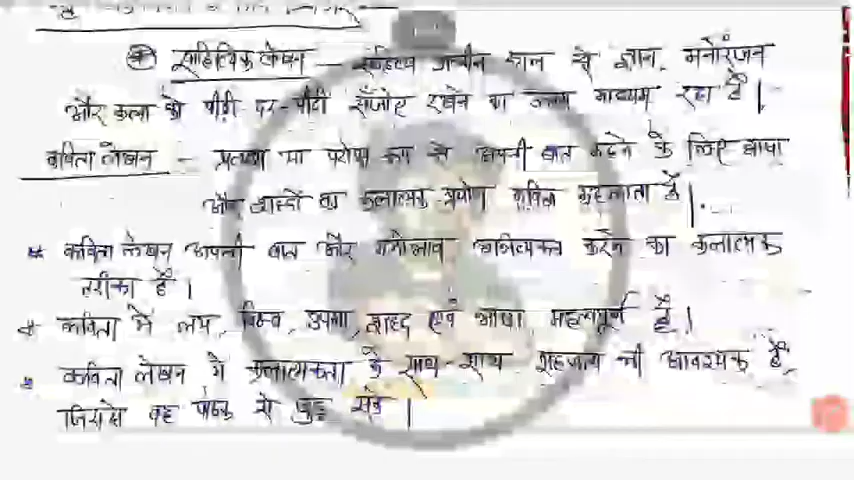 साहित्यिक लेखन – साहित्य प्राचीन काल से ज्ञान, मनोरंजन
और कला को पीढ़ी-दर-पीढी सँजोए रखने का माध्यम रहा है।
कविता लेखन – प्रत्यक्ष या परोक्ष रूप से अपनी बात कहने के लिए भाषा
और शब्दों का कलात्मक प्रयोग कविता कहलाता है।
* कविता लेखन अपनी बात और मनोभाव अभिव्यक्त करने का कलात्मक
तरीका है।
* कविता में लय, बिम्ब, उपमा, शब्द एवं भाषा, महत्वपूर्ण है।
* कविता लेखन में कलात्मकता के साथ-साथ सहजता भी आवश्यक है,
जिससे वह पाठक से जुड़ सके।